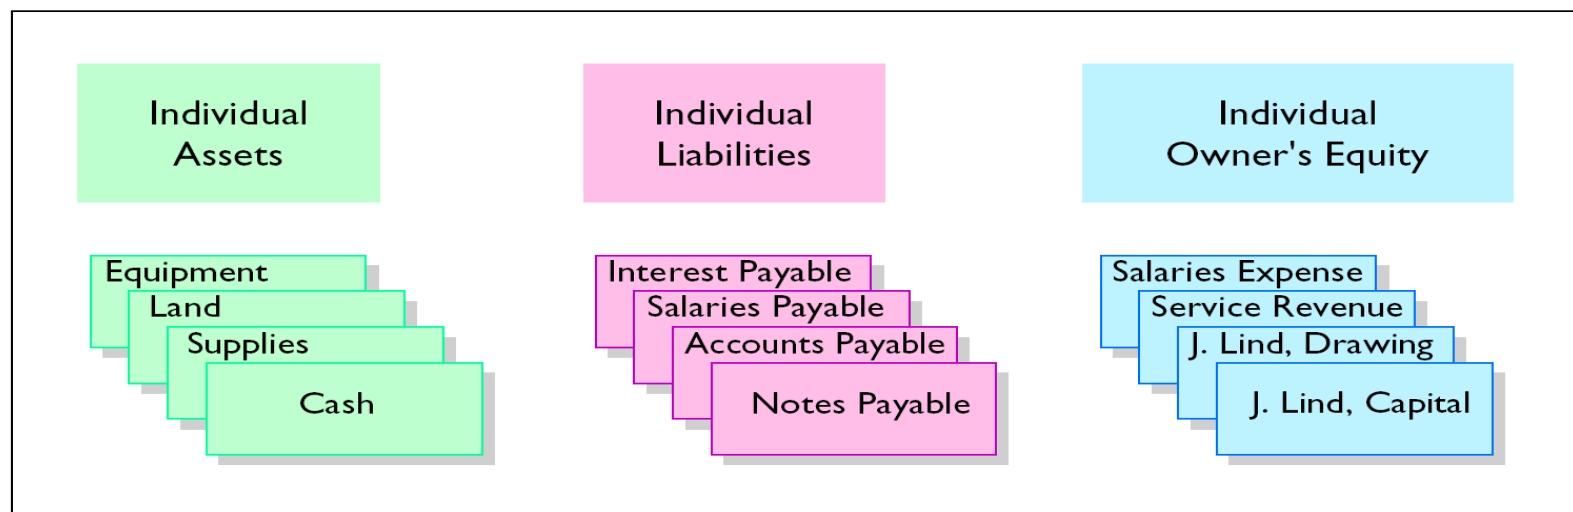 Individual
Assets
Individual
Liabilities
Individual
Owner's Equity
Equipment
Land
Supplies
Cash
Interest Payable
Salaries Payable
Accounts Payable
Notes Payable
Salaries Expense
Service Revenue
J. Lind, Drawing
J. Lind, Capital